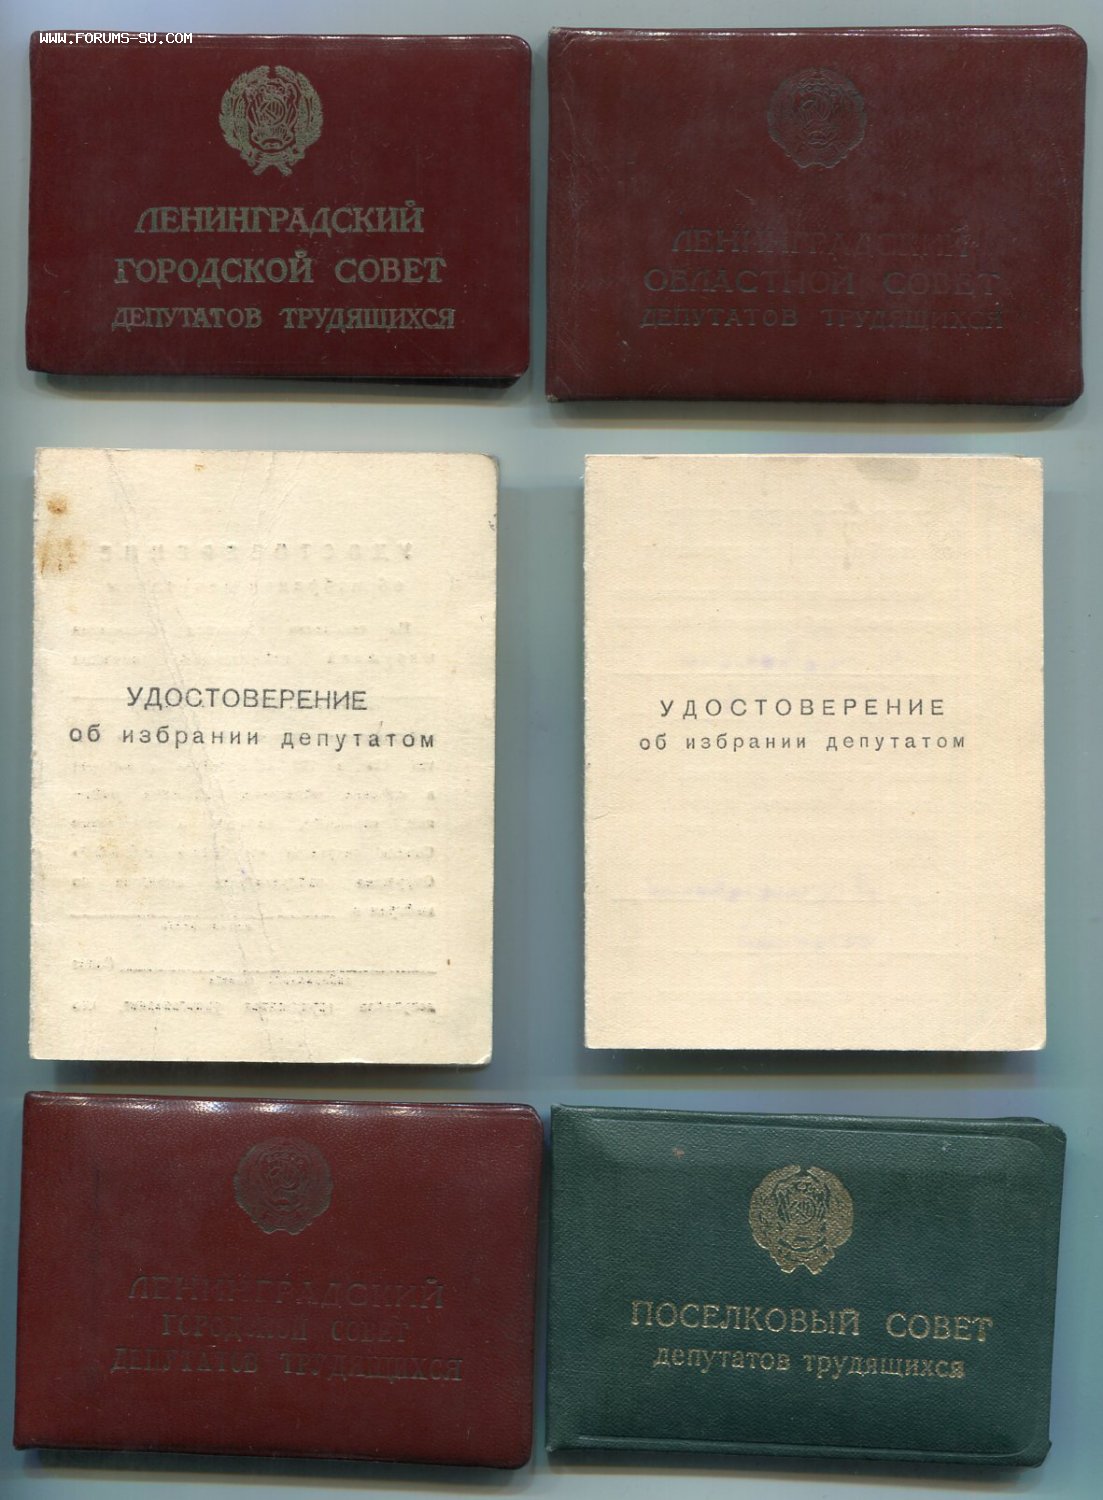 WWW.FORUMS-SU.COM
ЛЕНИНГРАДСКИЙ
ГОРОДСКОЙ СОВЕТ
ДЕПУТАТОВ ТРУДЯЩИХСЯ
ЛЕНИНГРАДСКИЙ
ОБЛАСТНОЙ СОВЕТ
ДЕПУТАТОВ ТРУДЯЩИХСЯ
УДОСТОВЕРЕНИЕ
об избрании депутатом
УДОСТОВЕРЕНИЕ
об избрании депутатом
ЛЕНИНГРАДСКИЙ
ГОРОДСКОЙ СОВЕТ
ДЕПУТАТОВ ТРУДЯЩИХСЯ
ПОСЕЛКОВЫЙ СОВЕТ
депутатов трудящихся